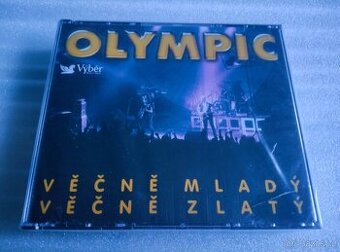 OLYMPIC
Výběr
VĚČNĚ MLADÝ
VĚČNĚ ZLATÝ